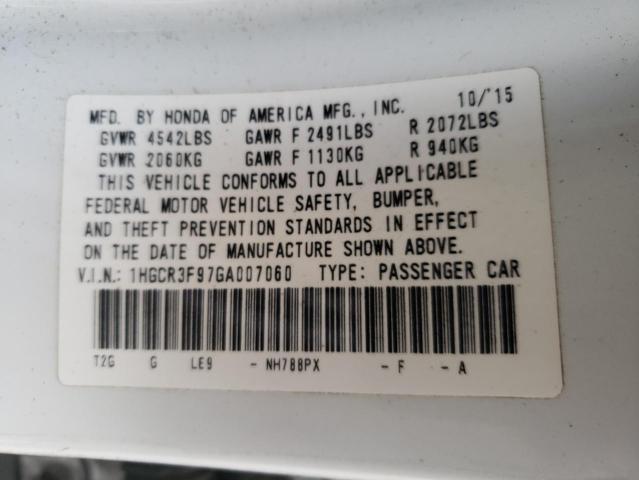 MFD. BY HONDA OF AMERICA MFG., INC. 10/'15
GVWR 4542LBS GAWR F 2491LBS R 2072LBS
GVWR 2060KG GAWR F 1130KG R 940KG
THIS VEHICLE CONFORMS TO ALL APPLICABLE
FEDERAL MOTOR VEHICLE SAFETY, BUMPER,
AND THEFT PREVENTION STANDARDS IN EFFECT
ON THE DATE OF MANUFACTURE SHOWN ABOVE.
V.I.N.: 1HGCR3F97GA007060 TYPE: PASSENGER CAR
T2G G LE9 - NH788PX - F - A